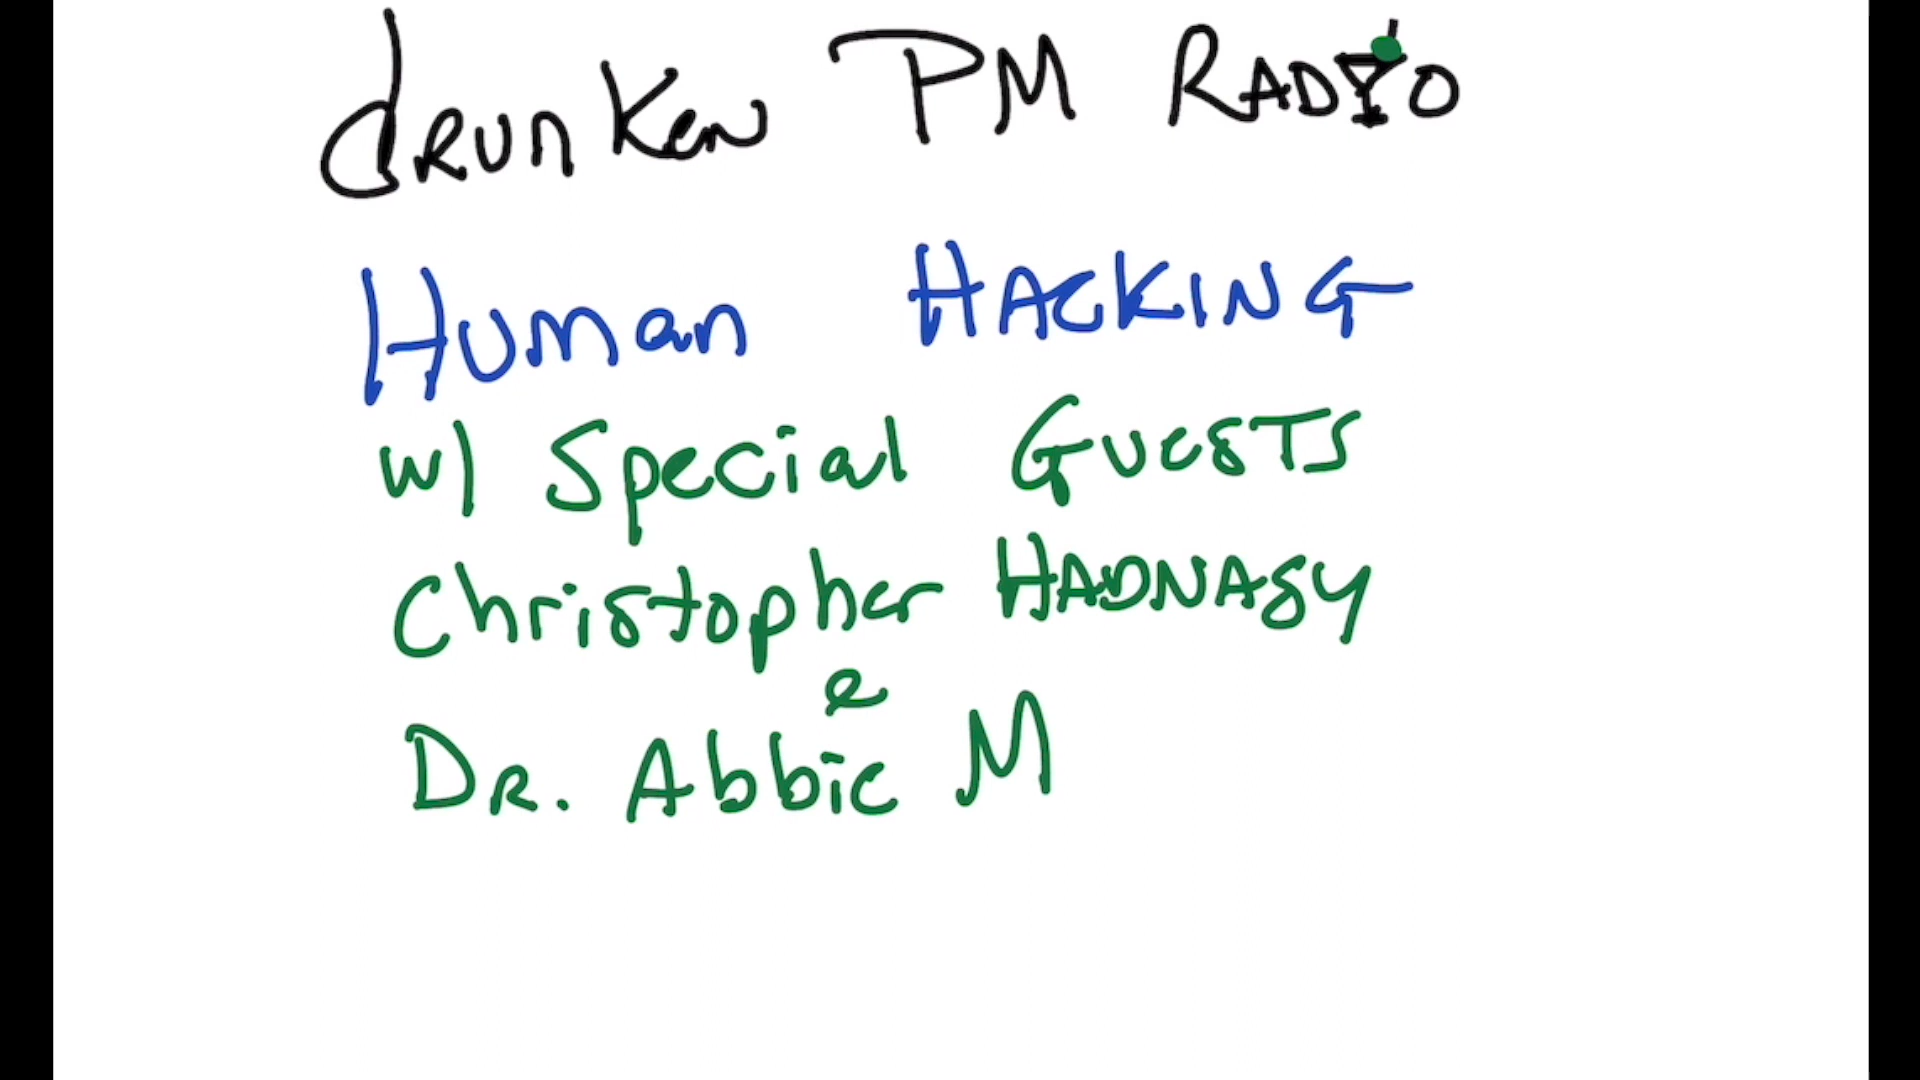 drunken PM RADIO
Human HACKING
w/ Special GUESTS
Christopher HADNAGY
e
DR. Abbie M